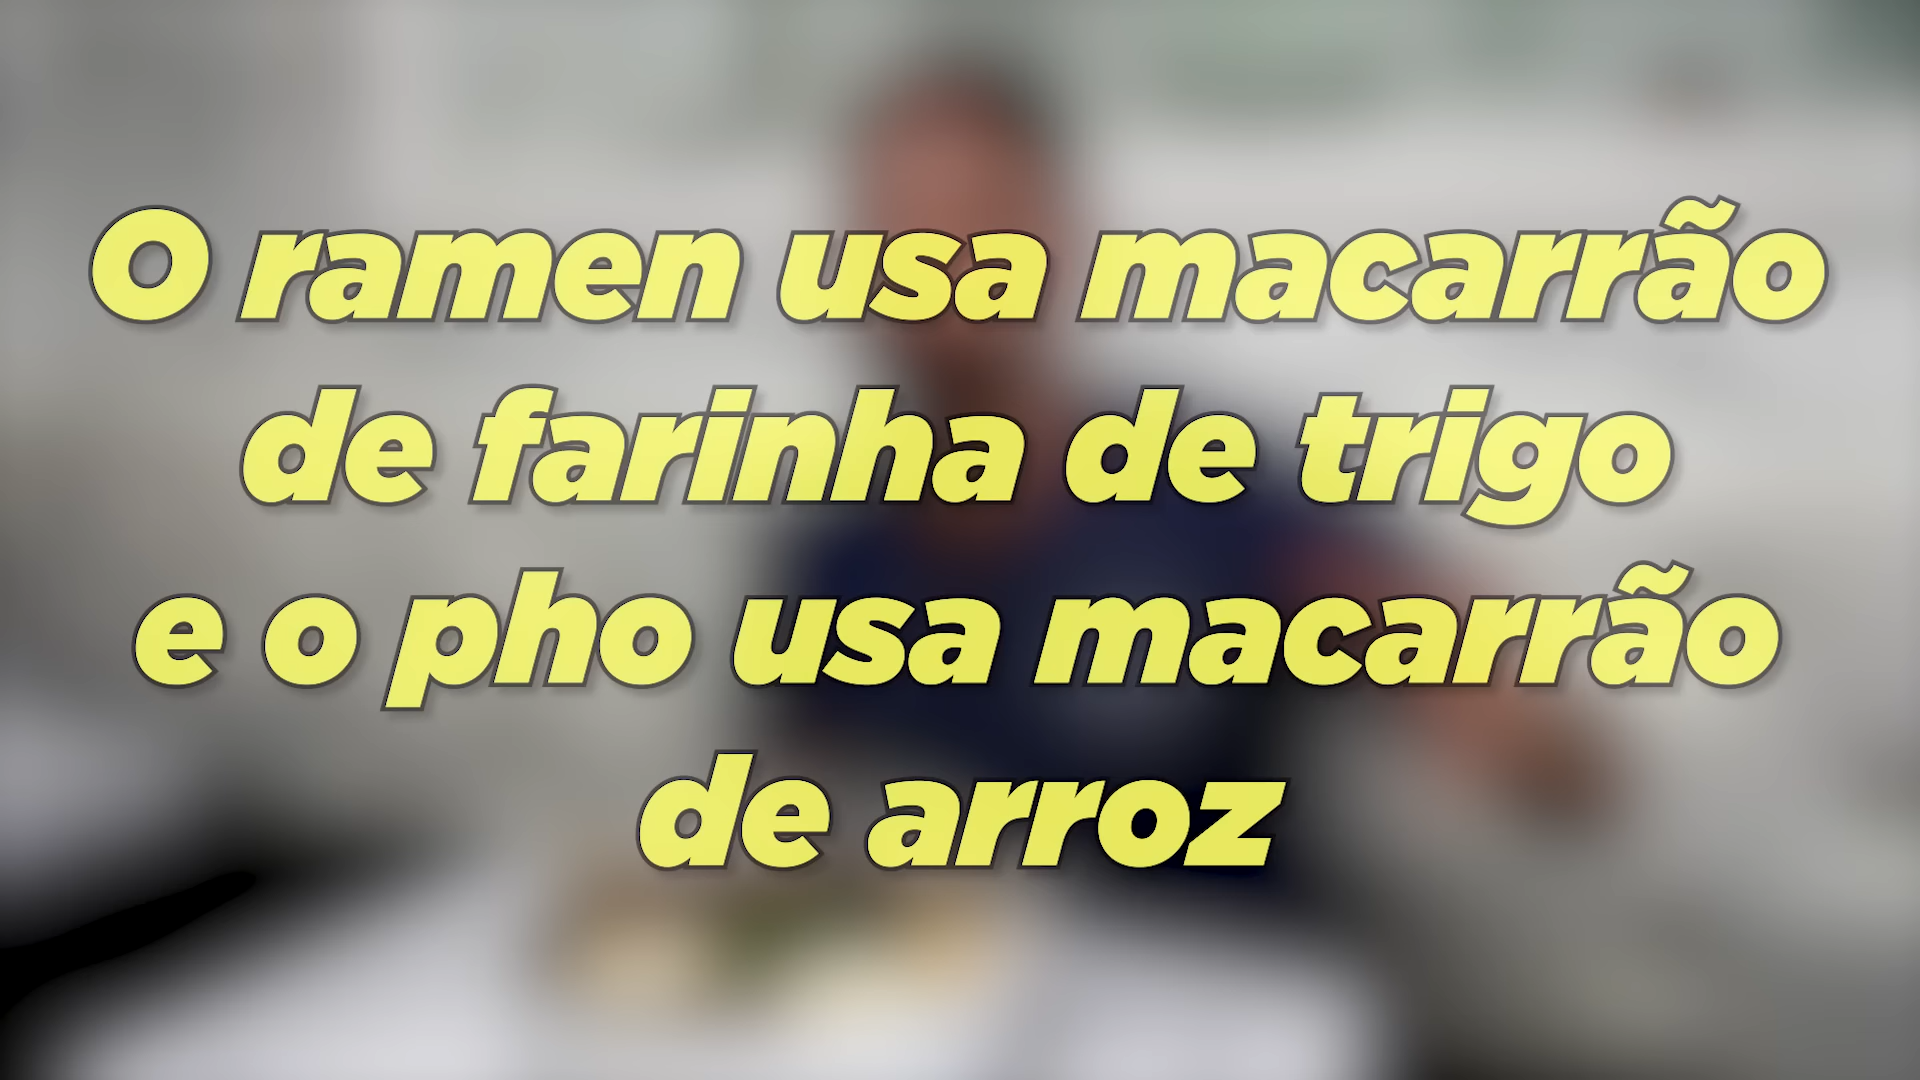 O ramen usa macarrão
de farinha de trigo
e o pho usa macarrão
de arroz